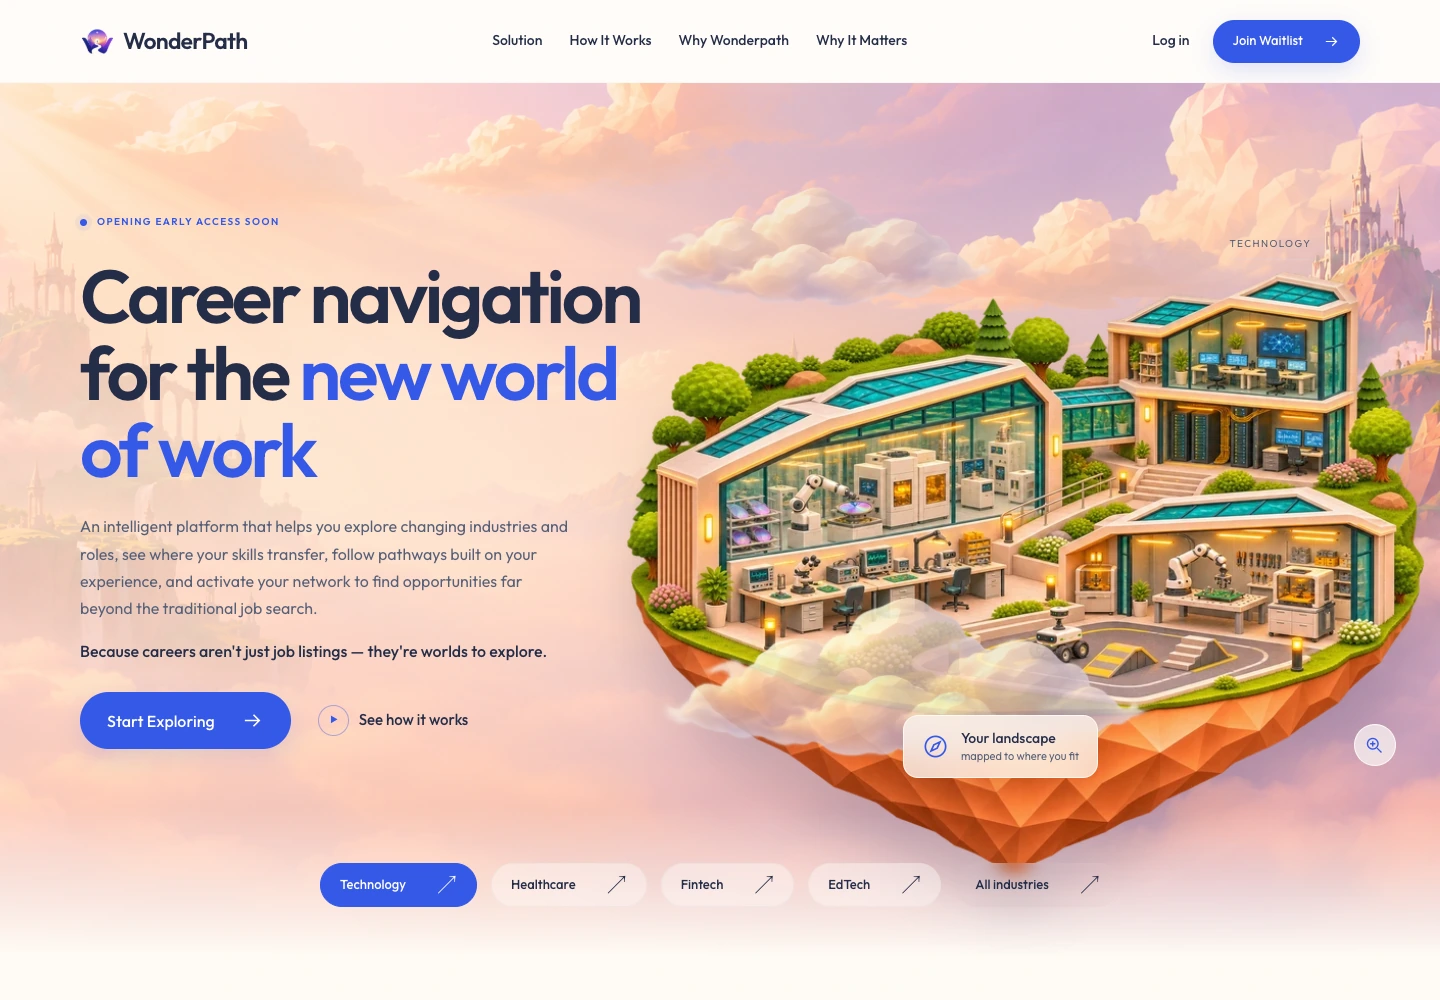 WonderPath
Solution
How It Works
Why Wonderpath
Why It Matters
Log in
Join Waitlist
OPENING EARLY ACCESS SOON
Career navigation
for the new world
of work
An intelligent platform that helps you explore changing industries and
roles, see where your skills transfer, follow pathways built on your
experience, and activate your network to find opportunities far
beyond the traditional job search.
Because careers aren't just job listings — they're worlds to explore.
Start Exploring
See how it works
TECHNOLOGY
Your landscape
mapped to where you fit
Technology
Healthcare
Fintech
EdTech
All industries